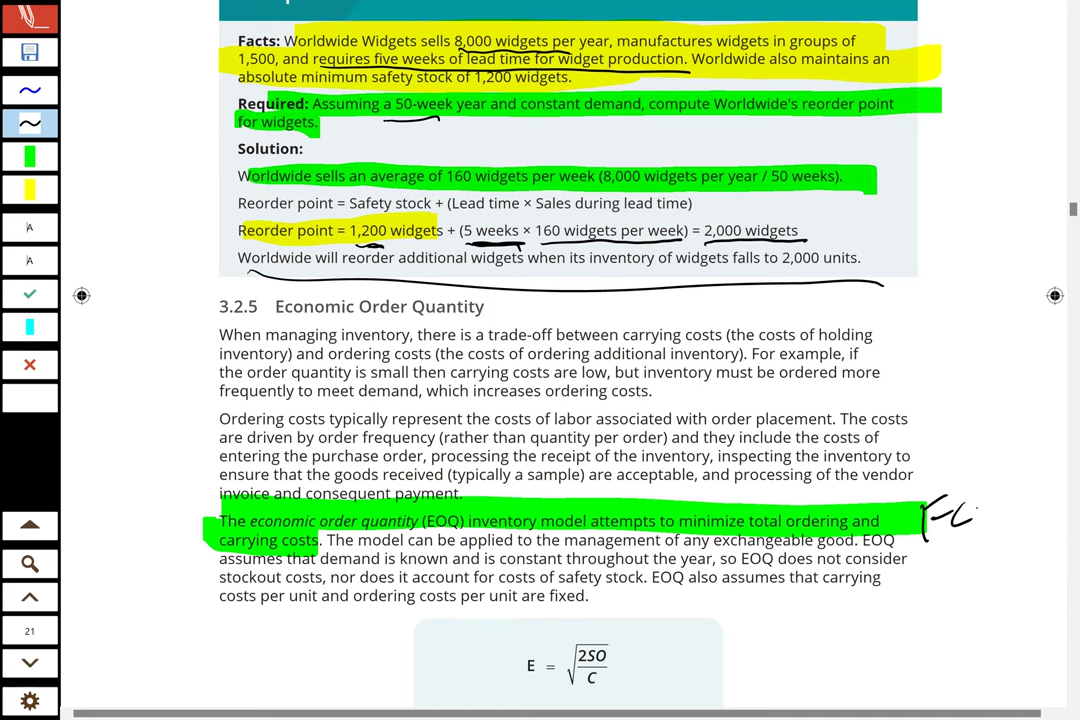 Facts: Worldwide Widgets sells 8,000 widgets per year, manufactures widgets in groups of
1,500, and requires five weeks of lead time for widget production. Worldwide also maintains an
absolute minimum safety stock of 1,200 widgets.
Required: Assuming a 50-week year and constant demand, compute Worldwide's reorder point
for widgets.
Solution:
Worldwide sells an average of 160 widgets per week (8,000 widgets per year / 50 weeks).
Reorder point = Safety stock + (Lead time × Sales during lead time)
Reorder point = 1,200 widgets + (5 weeks × 160 widgets per week) = 2,000 widgets
Worldwide will reorder additional widgets when its inventory of widgets falls to 2,000 units.
3.2.5 Economic Order Quantity
When managing inventory, there is a trade-off between carrying costs (the costs of holding
inventory) and ordering costs (the costs of ordering additional inventory). For example, if
the order quantity is small then carrying costs are low, but inventory must be ordered more
frequently to meet demand, which increases ordering costs.
Ordering costs typically represent the costs of labor associated with order placement. The costs
are driven by order frequency (rather than quantity per order) and they include the costs of
entering the purchase order, processing the receipt of the inventory, inspecting the inventory to
ensure that the goods received (typically a sample) are acceptable, and processing of the vendor
invoice and consequent payment.
The economic order quantity (EOQ) inventory model attempts to minimize total ordering and
carrying costs. The model can be applied to the management of any exchangeable good. EOQ
assumes that demand is known and is constant throughout the year, so EOQ does not consider
stockout costs, nor does it account for costs of safety stock. EOQ also assumes that carrying
costs per unit and ordering costs per unit are fixed.
E = √2SO
C
A
A
21